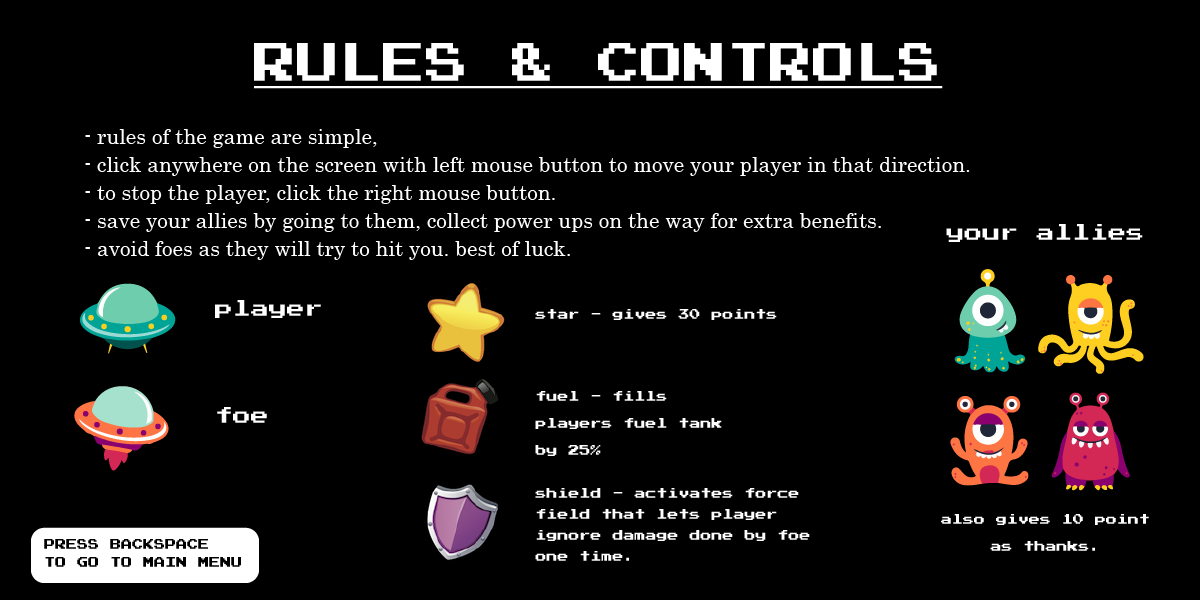 RULES & CONTROLS
- rules of the game are simple,
- click anywhere on the screen with left mouse button to move your player in that direction.
- to stop the player, click the right mouse button.
- save your allies by going to them, collect power ups on the way for extra benefits.
- avoid foes as they will try to hit you. best of luck.
your allies
player
star - gives 30 points
foe
fuel - fills
players fuel tank
by 25%
shield - activates force
field that lets player
ignore damage done by foe
one time.
also gives 10 point
as thanks.
PRESS BACKSPACE
TO GO TO MAIN MENU